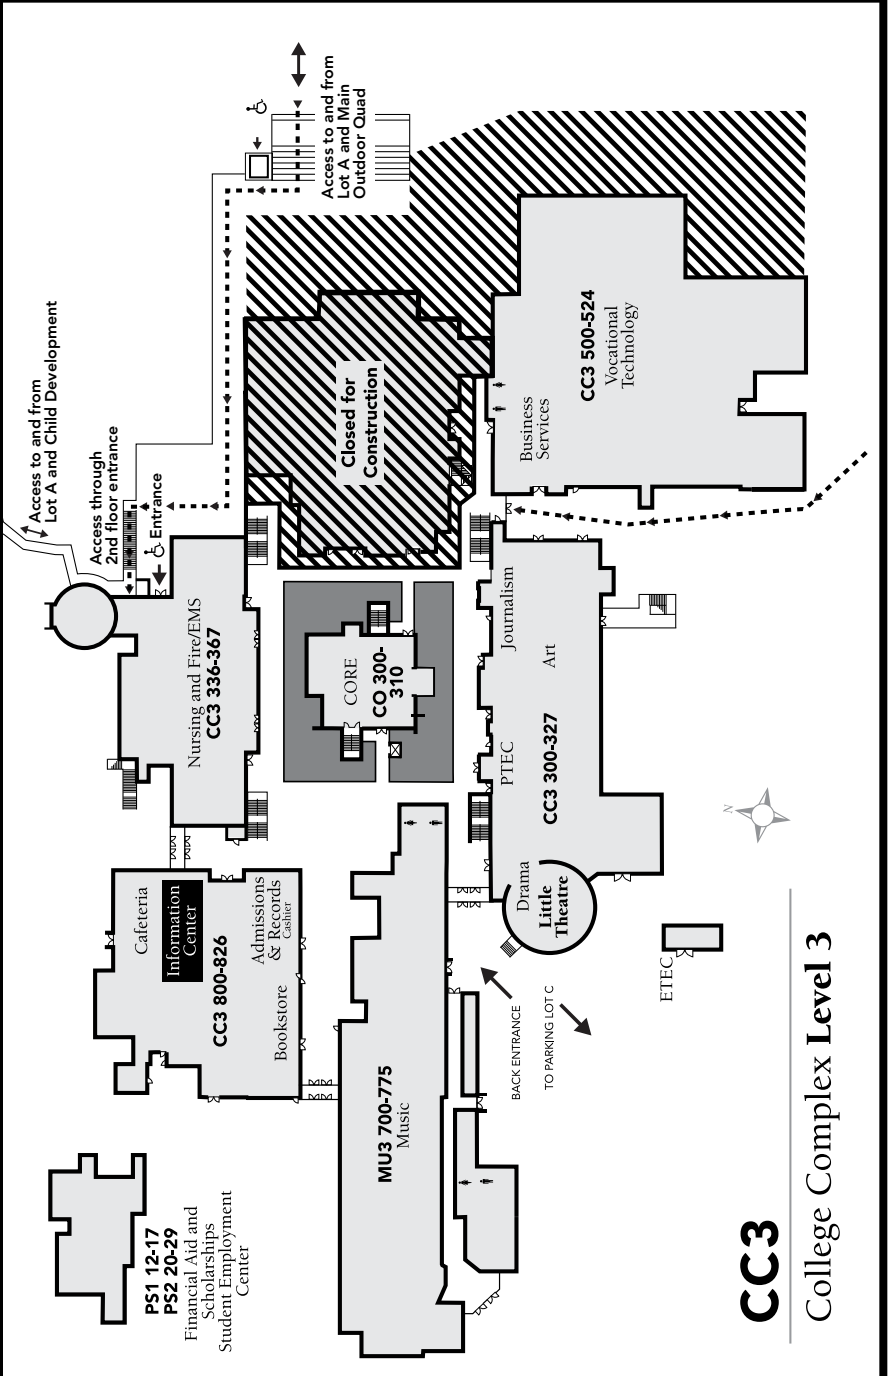 Access to and from
Lot A and Child Development
Access through
2nd floor entrance
Entrance
Access to and from
Lot A and Main
Outdoor Quad
PS1 12-17
PS2 20-29
Financial Aid and
Scholarships
Student Employment
Center
Cafeteria
Information
Center
CC3 800-826
Admissions
& Records
Cashier
Bookstore
Nursing and Fire/EMS
CC3 336-367
Closed for
Construction
CORE
CO 300-
310
MU3 700-775
Music
Business
Services
CC3 500-524
Vocational
Technology
Journalism
Art
PTEC
CC3 300-327
Drama
Little
Theatre
BACK ENTRANCE
TO PARKING LOT C
ETEC
N
CC3
College Complex Level 3